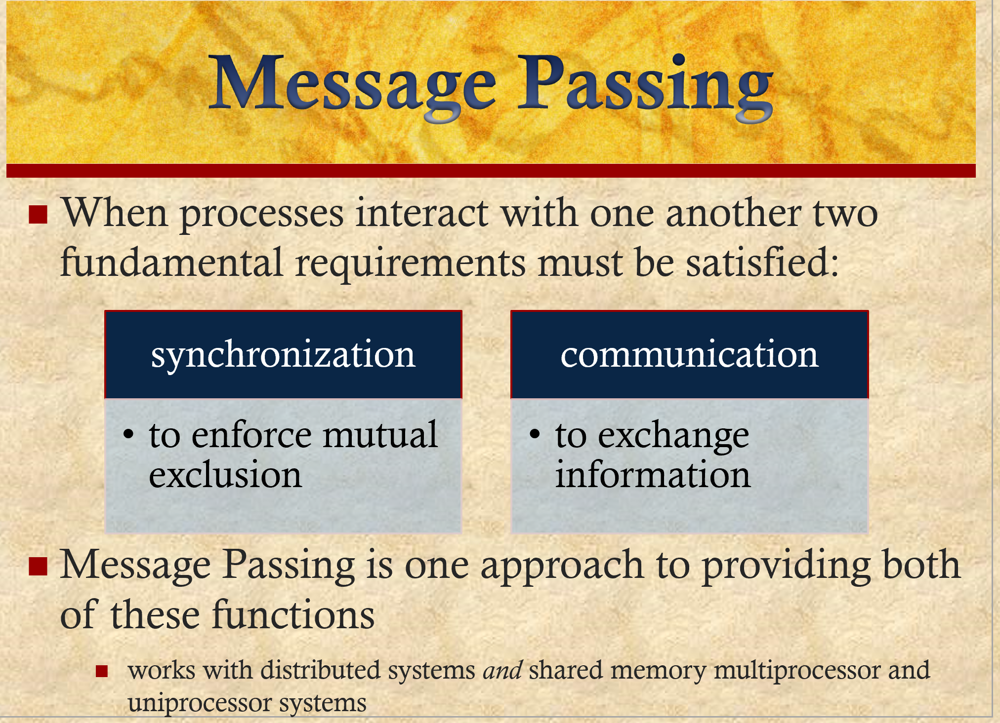 Message Passing
When processes interact with one another two
fundamental requirements must be satisfied:
synchronization
• to enforce mutual
exclusion
communication
• to exchange
information
Message Passing is one approach to providing both
of these functions
works with distributed systems and shared memory multiprocessor and
uniprocessor systems